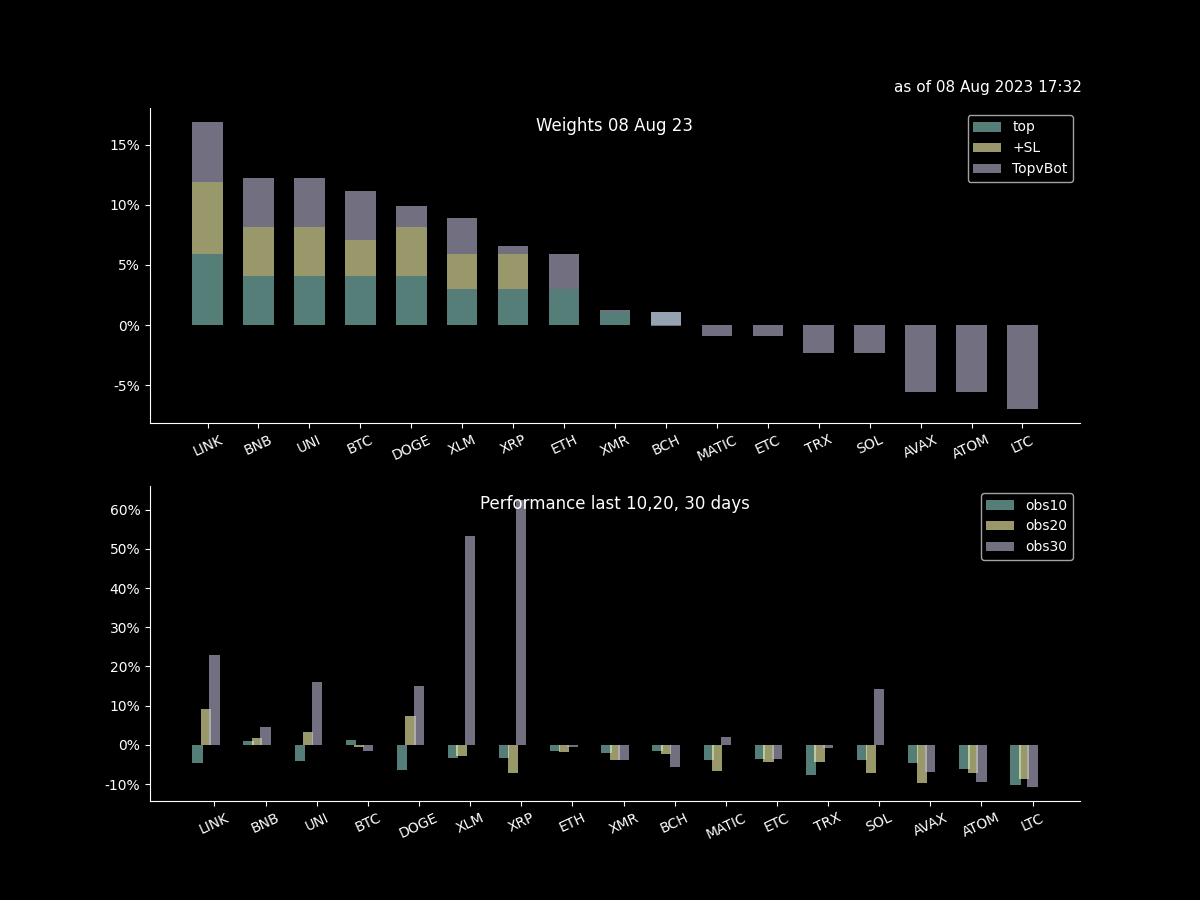 as of 08 Aug 2023 17:32
Weights 08 Aug 23
top
+SL
TopvBot
15%
10%
5%
0%
-5%
LINK BNB UNI BTC DOGE XLM XRP ETH XMR BCH MATIC ETC TRX SOL AVAX ATOM LTC
Performance last 10,20, 30 days
obs10
obs20
obs30
60%
50%
40%
30%
20%
10%
0%
-10%
LINK BNB UNI BTC DOGE XLM XRP ETH XMR BCH MATIC ETC TRX SOL AVAX ATOM LTC